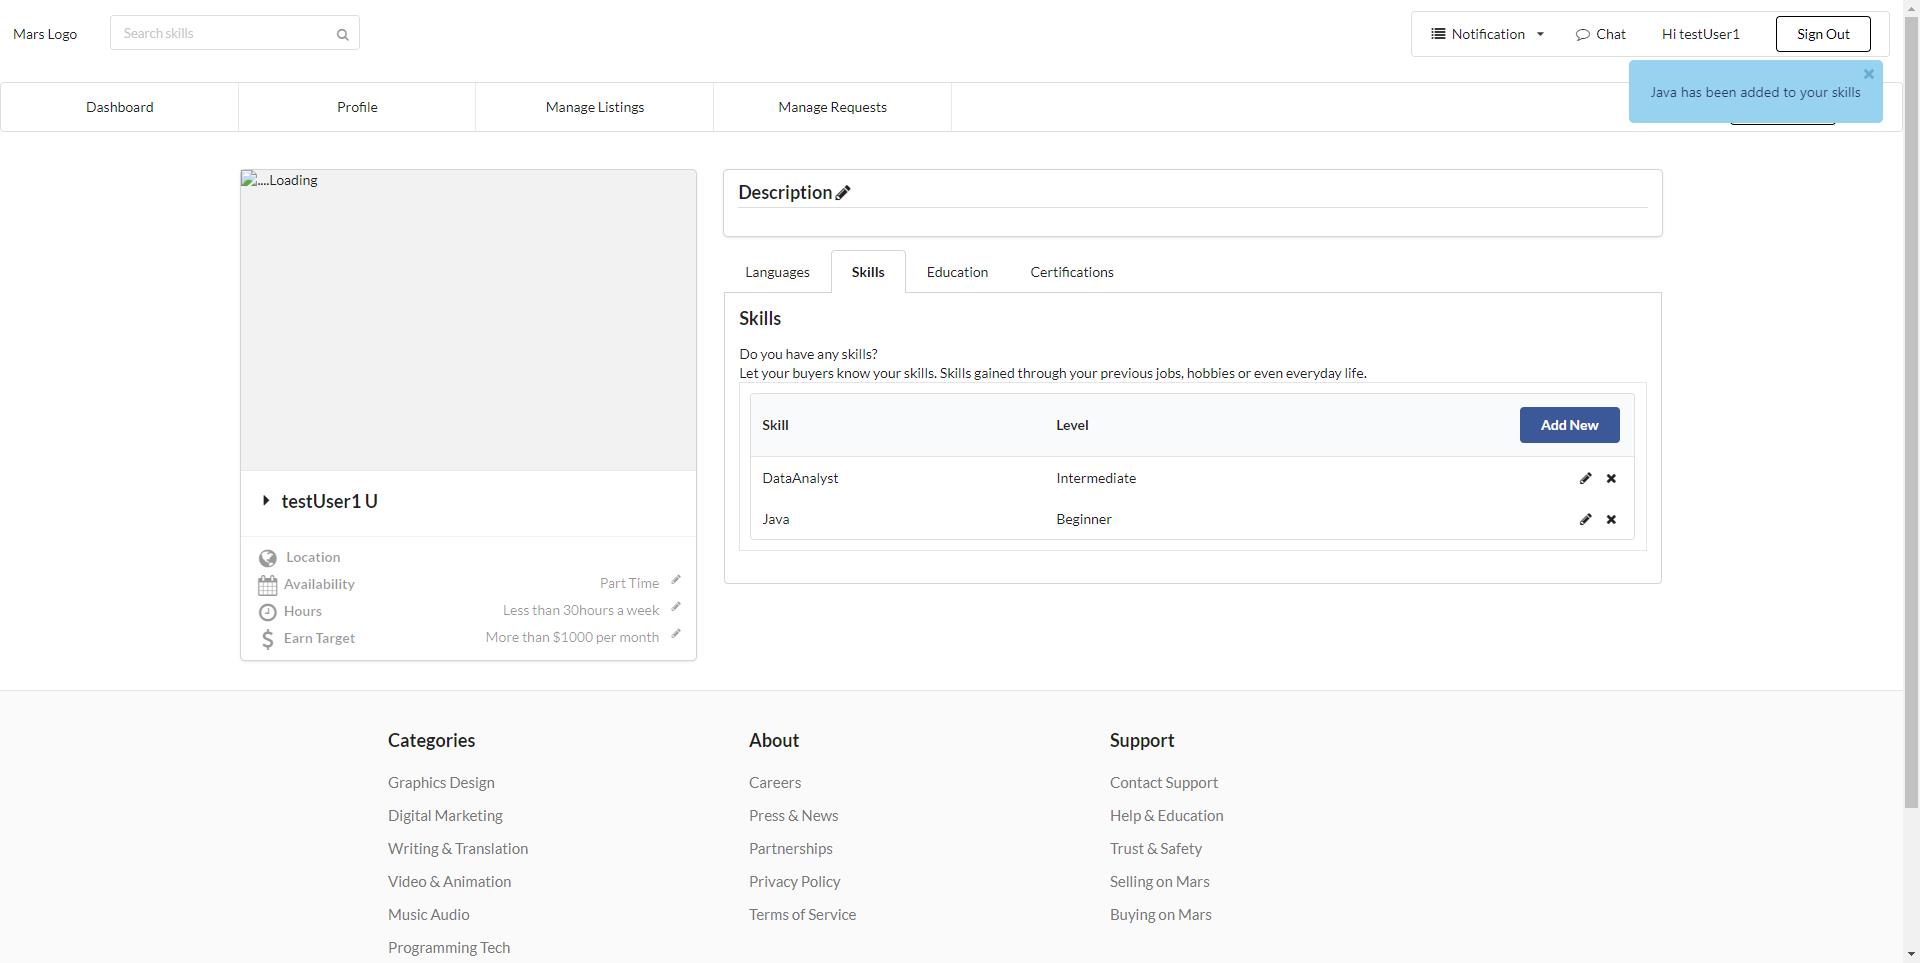 Mars Logo
Search skills
Notification
Chat
Hi testUser1
Sign Out
Java has been added to your skills
Dashboard
Profile
Manage Listings
Manage Requests
....Loading
testUser1 U
Location
Availability
Part Time
Hours
Less than 30hours a week
Earn Target
More than $1000 per month
Description
Languages
Skills
Education
Certifications
Skills
Do you have any skills?
Let your buyers know your skills. Skills gained through your previous jobs, hobbies or even everyday life.
Skill
Level
Add New
DataAnalyst
Intermediate
Java
Beginner
Categories
Graphics Design
Digital Marketing
Writing & Translation
Video & Animation
Music Audio
Programming Tech
About
Careers
Press & News
Partnerships
Privacy Policy
Terms of Service
Support
Contact Support
Help & Education
Trust & Safety
Selling on Mars
Buying on Mars